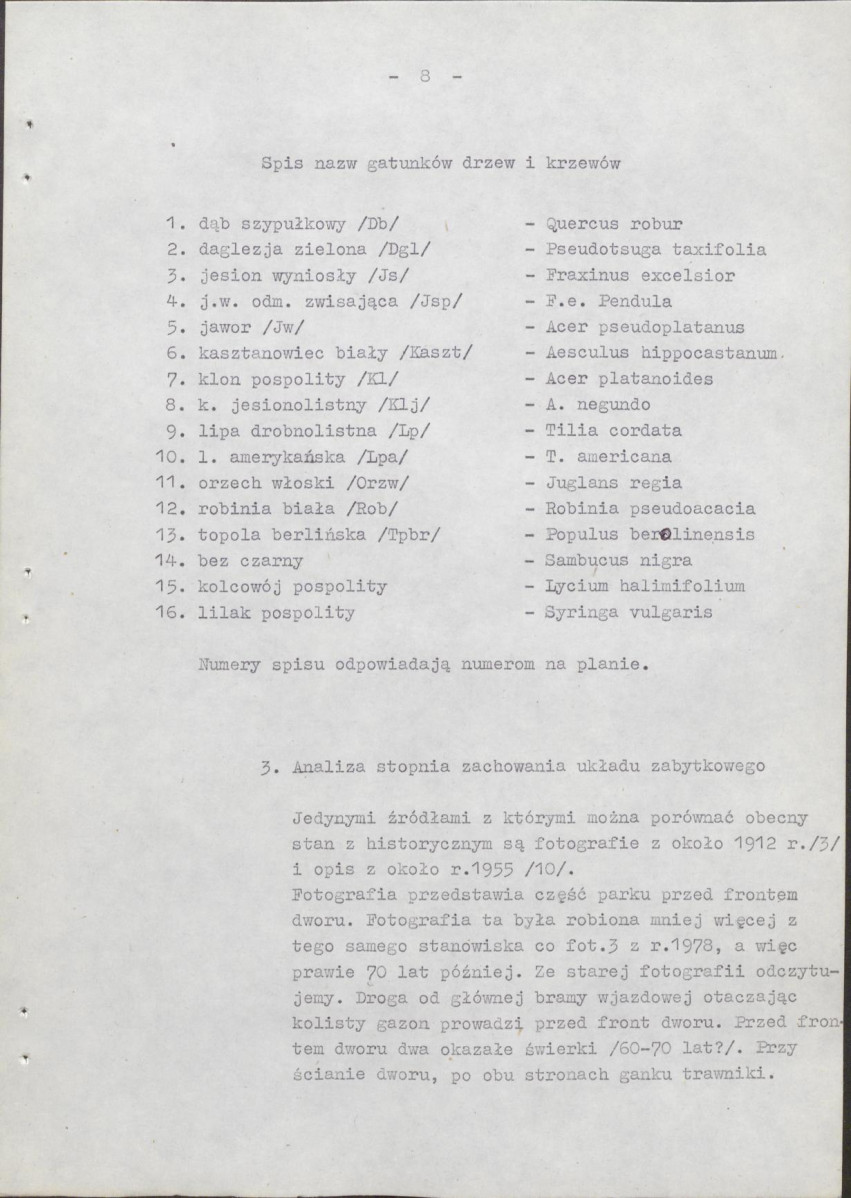 - 8 -
Spis nazw gatunków drzew i krzewów
1. dąb szypułkowy /Db/ - Quercus robur
2. daglezja zielona /Dgl/ - Pseudotsuga taxifolia
3. jesion wyniosły /Js/ - Fraxinus excelsior
4. j.w. odm. zwisająca /Jsp/ - F.e. Pendula
5. jawor /Jw/ - Acer pseudoplatanus
6. kasztanowiec biały /Kaszt/ - Aesculus hippocastanum.
7. klon pospolity /Kl/ - Acer platanoides
8. k. jesionolistny /Klj/ - A. negundo
9. lipa drobnolistna /Lp/ - Tilia cordata
10. l. amerykańska /Lpa/ - T. americana
11. orzech włoski /Orzw/ - Juglans regia
12. robinia biała /Rob/ - Robinia pseudoacacia
13. topola berlińska /Tpbr/ - Populus berolinensis
14. bez czarny - Sambucus nigra
15. kolcowój pospolity - Lycium halimifolium
16. lilak pospolity - Syringa vulgaris
Numery spisu odpowiadają numerom na planie.
3. Analiza stopnia zachowania układu zabytkowego
Jedynymi źródłami z którymi można porównać obecny
stan z historycznym są fotografie z około 1912 r./3/
i opis z około r.1955 /10/.
Fotografia przedstawia część parku przed frontem
dworu. Fotografia ta była robiona mniej więcej z
tego samego stanowiska co fot.3 z r.1978, a więc
prawie 70 lat później. Ze starej fotografii odczytu-
jemy. Droga od głównej bramy wjazdowej otaczając
kolisty gazon prowadzi przed front dworu. Przed fron-
tem dworu dwa okazałe świerki /60-70 lat?/. Przy
ścianie dworu, po obu stronach ganku trawniki.